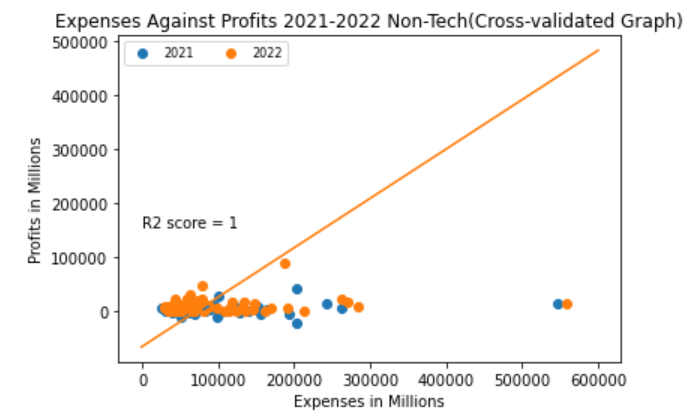 Expenses Against Profits 2021-2022 Non-Tech(Cross-validated Graph)
2021 2022
500000
400000
300000
200000
100000
0
Profits in Millions
R2 score = 1
0 100000 200000 300000 400000 500000 600000
Expenses in Millions